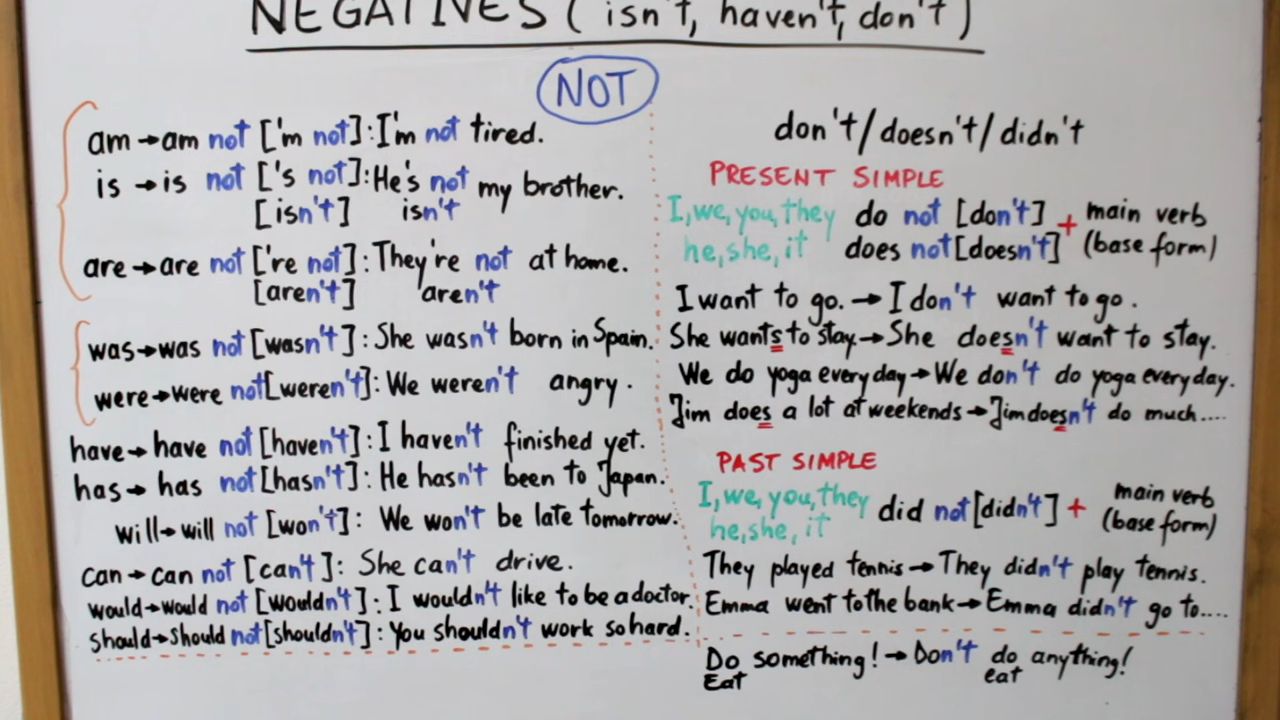 NEGATIVES ( isn't, haven't, don't )
NOT
am→am not ['m not]: I'm not tired.
is →is not ['s not]: He's not my brother.
[isn't] isn't
are→are not ['re not]: They're not at home.
[aren't] aren't
was→was not [wasn't]: She wasn't born in Spain.
were→were not [weren't]: We weren't angry.
have→ have not [haven't]: I haven't finished yet.
has→ has not [hasn't]: He hasn't been to Japan.
will→will not [won't]: We won't be late tomorrow.
can→ can not [can't]: She can't drive.
would→would not [wouldn't]: I wouldn't like to be a doctor.
should→should not [shouldn't]: You shouldn't work so hard.
don't/doesn't/didn't
PRESENT SIMPLE
I, we, you, they do not [don't] + main verb
he, she, it does not [doesn't] (base form)
I want to go. → I don't want to go.
She wants to stay→She doesn't want to stay.
We do yoga every day→We don't do yoga every day.
Jim does a lot at weekends→Jim doesn't do much....
PAST SIMPLE
I, we, you, they did not [didn't] + main verb
he, she, it (base form)
They played tennis→They didn't play tennis.
Emma went to the bank→Emma didn't go to....
Do something!→Don't do anything!
Eat eat